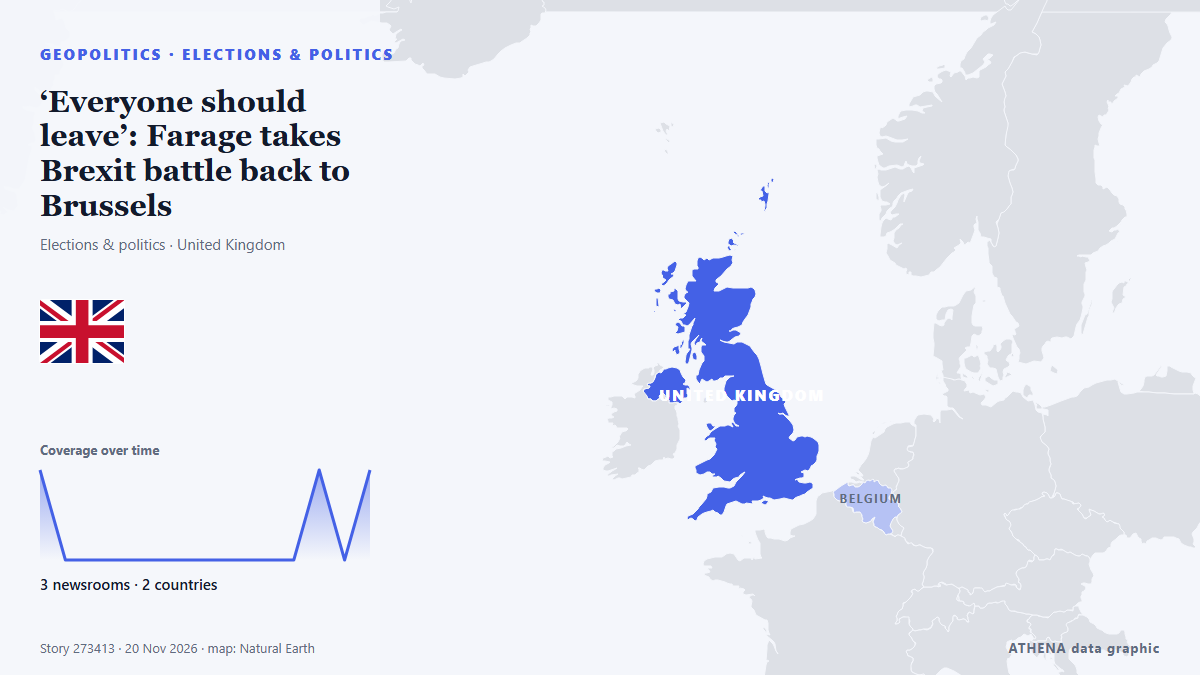 GEOPOLITICS · ELECTIONS & POLITICS
‘Everyone should
leave’: Farage takes
Brexit battle back to
Brussels
Elections & politics · United Kingdom
UNITED KINGDOM
BELGIUM
Coverage over time
3 newsrooms · 2 countries
Story 273413 · 20 Nov 2026 · map: Natural Earth
ATHENA data graphic